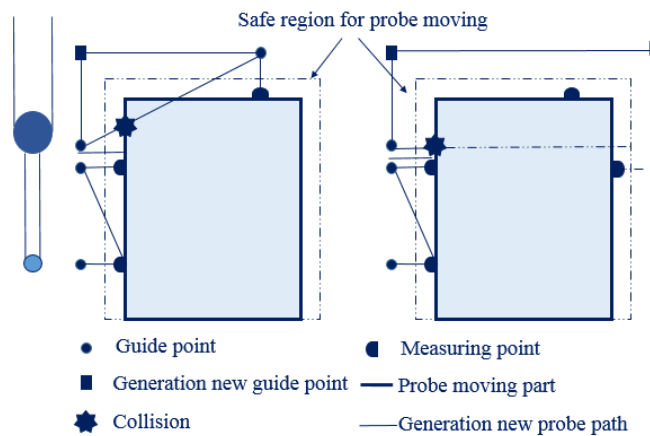 Safe region for probe moving
Guide point
Measuring point
Generation new guide point
Probe moving part
Collision
Generation new probe path